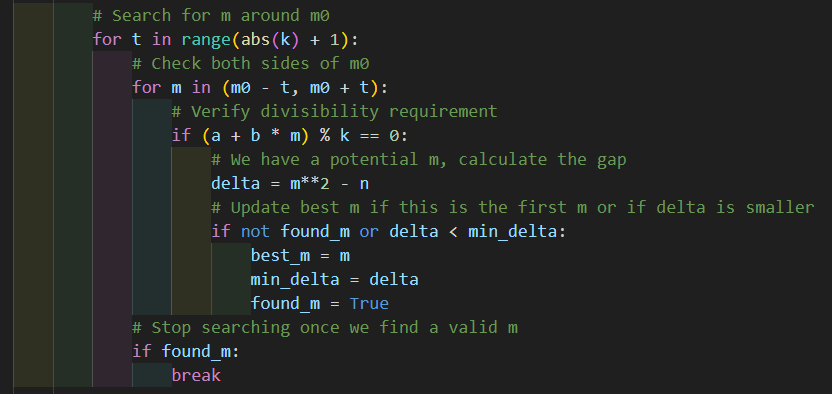 # Search for m around m0
for t in range(abs(k) + 1):
# Check both sides of m0
for m in (m0 - t, m0 + t):
# Verify divisibility requirement
if (a + b * m) % k == 0:
# We have a potential m, calculate the gap
delta = m**2 - n
# Update best m if this is the first m or if delta is smaller
if not found_m or delta < min_delta:
best_m = m
min_delta = delta
found_m = True
# Stop searching once we find a valid m
if found_m:
break